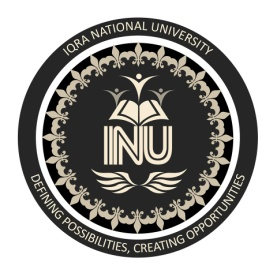 IQRA NATIONAL UNIVERSITY
INU
DEFINING POSSIBILITIES, CREATING OPPORTUNITIES